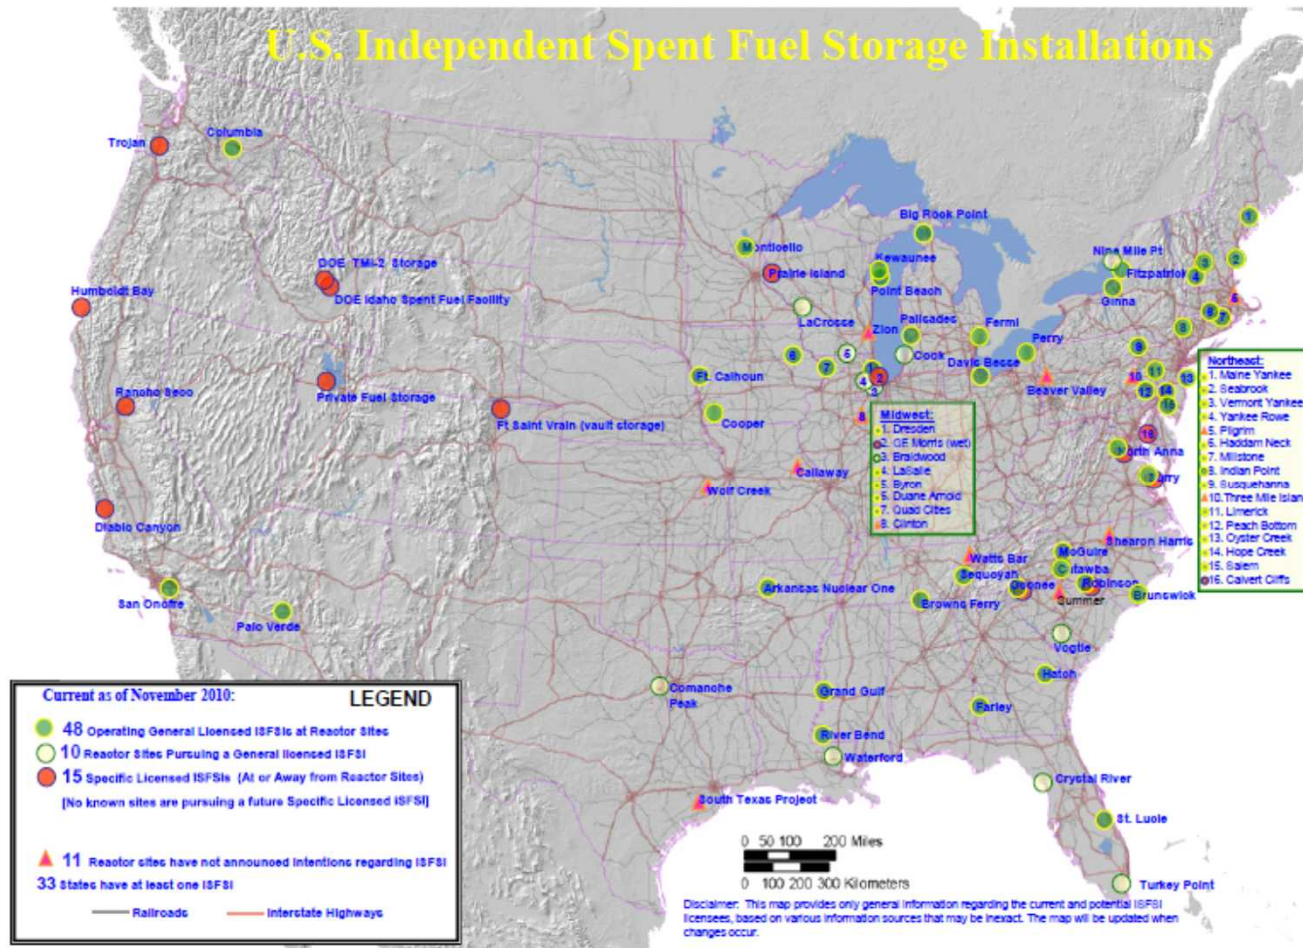 U.S. Independent Spent Fuel Storage Installations
Trojan
Columbia
Big Rook Point
Monticello
Nine Mile Pt
Kewaunee
DOE TMI-2 Storage
Prairie Island
Fitzpatrick
DOE Idaho Spent Fuel Facility
Point Beach
Ginna
Humboldt Bay
LaCrosse
Zion
Palisades
Fermi
Perry
Cook
Davis Besse
Ft. Calhoun
Beaver Valley
Rancho Seco
Private Fuel Storage
Ft Saint Vrain (vault storage)
Cooper
North Anna
Callaway
Surry
Wolf Creek
Diablo Canyon
Shearon Harris
McGuire
Watts Bar
Catawba
Sequoyah
Oconee
Robinson
Arkansas Nuclear One
San Onofre
Browns Ferry
Summer
Brunswick
Palo Verde
Vogtle
Hatch
Comanche
Peak
Grand Gulf
Farley
River Bend
Waterford
Crystal River
South Texas Project
St. Lucie
Turkey Point
Midwest:
1. Dresden
2. GE Morris (wet)
3. Braidwood
4. LaSalle
5. Byron
6. Duane Arnold
7. Quad Cities
8. Clinton
Northeast:
1. Maine Yankee
2. Seabrook
3. Vermont Yankee
4. Yankee Rowe
5. Pilgrim
6. Haddam Neck
7. Millstone
8. Indian Point
9. Susquehanna
10. Three Mile Island
11. Limerick
12. Peach Bottom
13. Oyster Creek
14. Hope Creek
15. Salem
16. Calvert Cliffs
Current as of November 2010: LEGEND
48 Operating General Licensed ISFSIs at Reactor Sites
10 Reactor Sites Pursuing a General licensed ISFSI
15 Specific Licensed ISFSIs (At or Away from Reactor Sites)
[No known sites are pursuing a future Specific Licensed ISFSI]
11 Reactor sites have not announced intentions regarding ISFSI
33 States have at least one ISFSI
Railroads Interstate Highways
0 50 100 200 Miles
0 100 200 300 Kilometers
Disclaimer: This map provides only general information regarding the current and potential ISFSI
licensees, based on various information sources that may be inexact. The map will be updated when
changes occur.